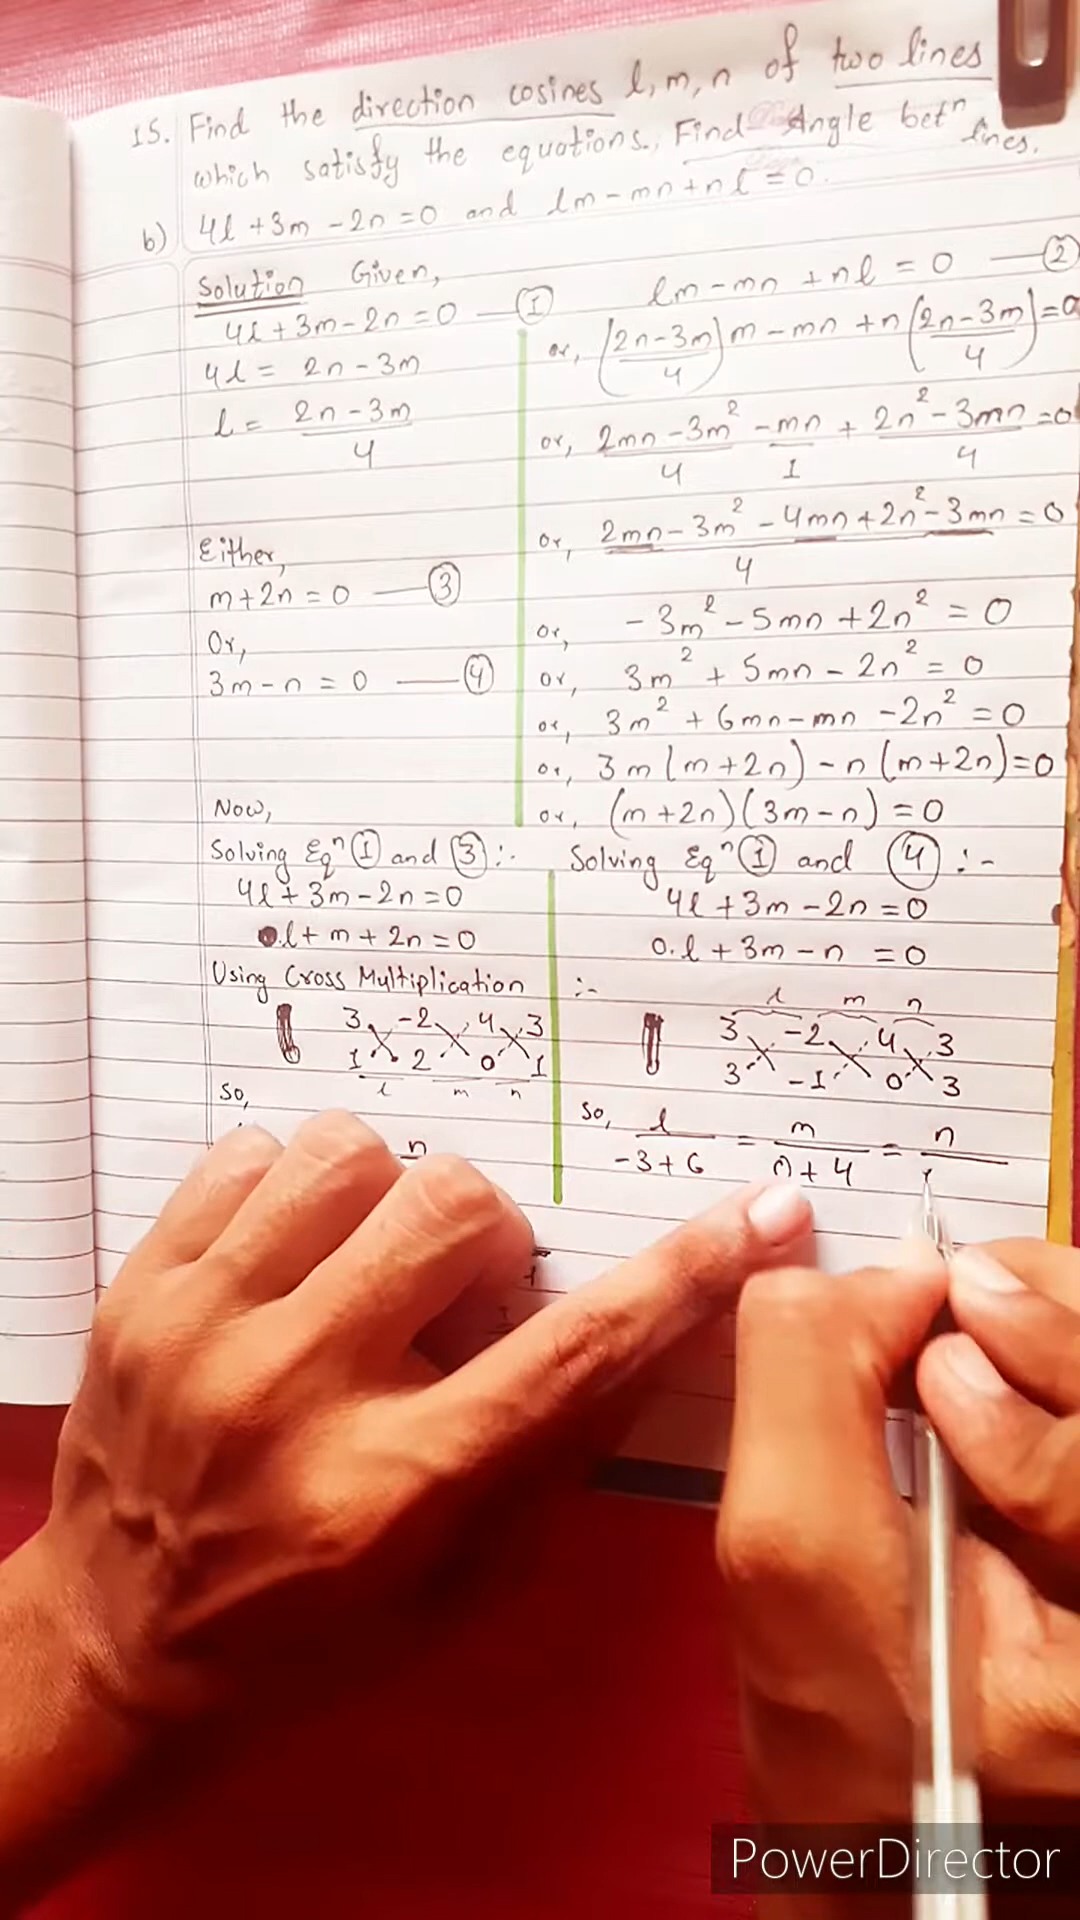 15. Find the direction cosines l, m, n of two lines
which satisfy the equations., Find Angle betⁿ lines.
b) 4l + 3m - 2n = 0 and lm - mn + nl = 0.
Solution Given,
4l + 3m - 2n = 0 — ①
4l = 2n - 3m
l = (2n - 3m)/4
Either,
m + 2n = 0 — ③
Or,
3m - n = 0 — ④
lm - mn + nl = 0 — ②
or, ((2n - 3m)/4) m - mn + n ((2n - 3m)/4) = 0
or, (2mn - 3m²)/4 - mn/1 + (2n² - 3mn)/4 = 0
or, (2mn - 3m² - 4mn + 2n² - 3mn)/4 = 0
or, -3m² - 5mn + 2n² = 0
or, 3m² + 5mn - 2n² = 0
or, 3m² + 6mn - mn - 2n² = 0
or, 3m (m + 2n) - n (m + 2n) = 0
or, (m + 2n) (3m - n) = 0
Now,
Solving Eqⁿ ① and ③ :-
4l + 3m - 2n = 0
0.l + m + 2n = 0
Using Cross Multiplication :-
3 -2 4 3
1 2 0 1
l m n
So,
n
Solving Eqⁿ ① and ④ :-
4l + 3m - 2n = 0
0.l + 3m - n = 0
l m n
3 -2 4 3
3 -1 0 3
So, l/(-3 + 6) = m/(0 + 4) = n/
PowerDirector